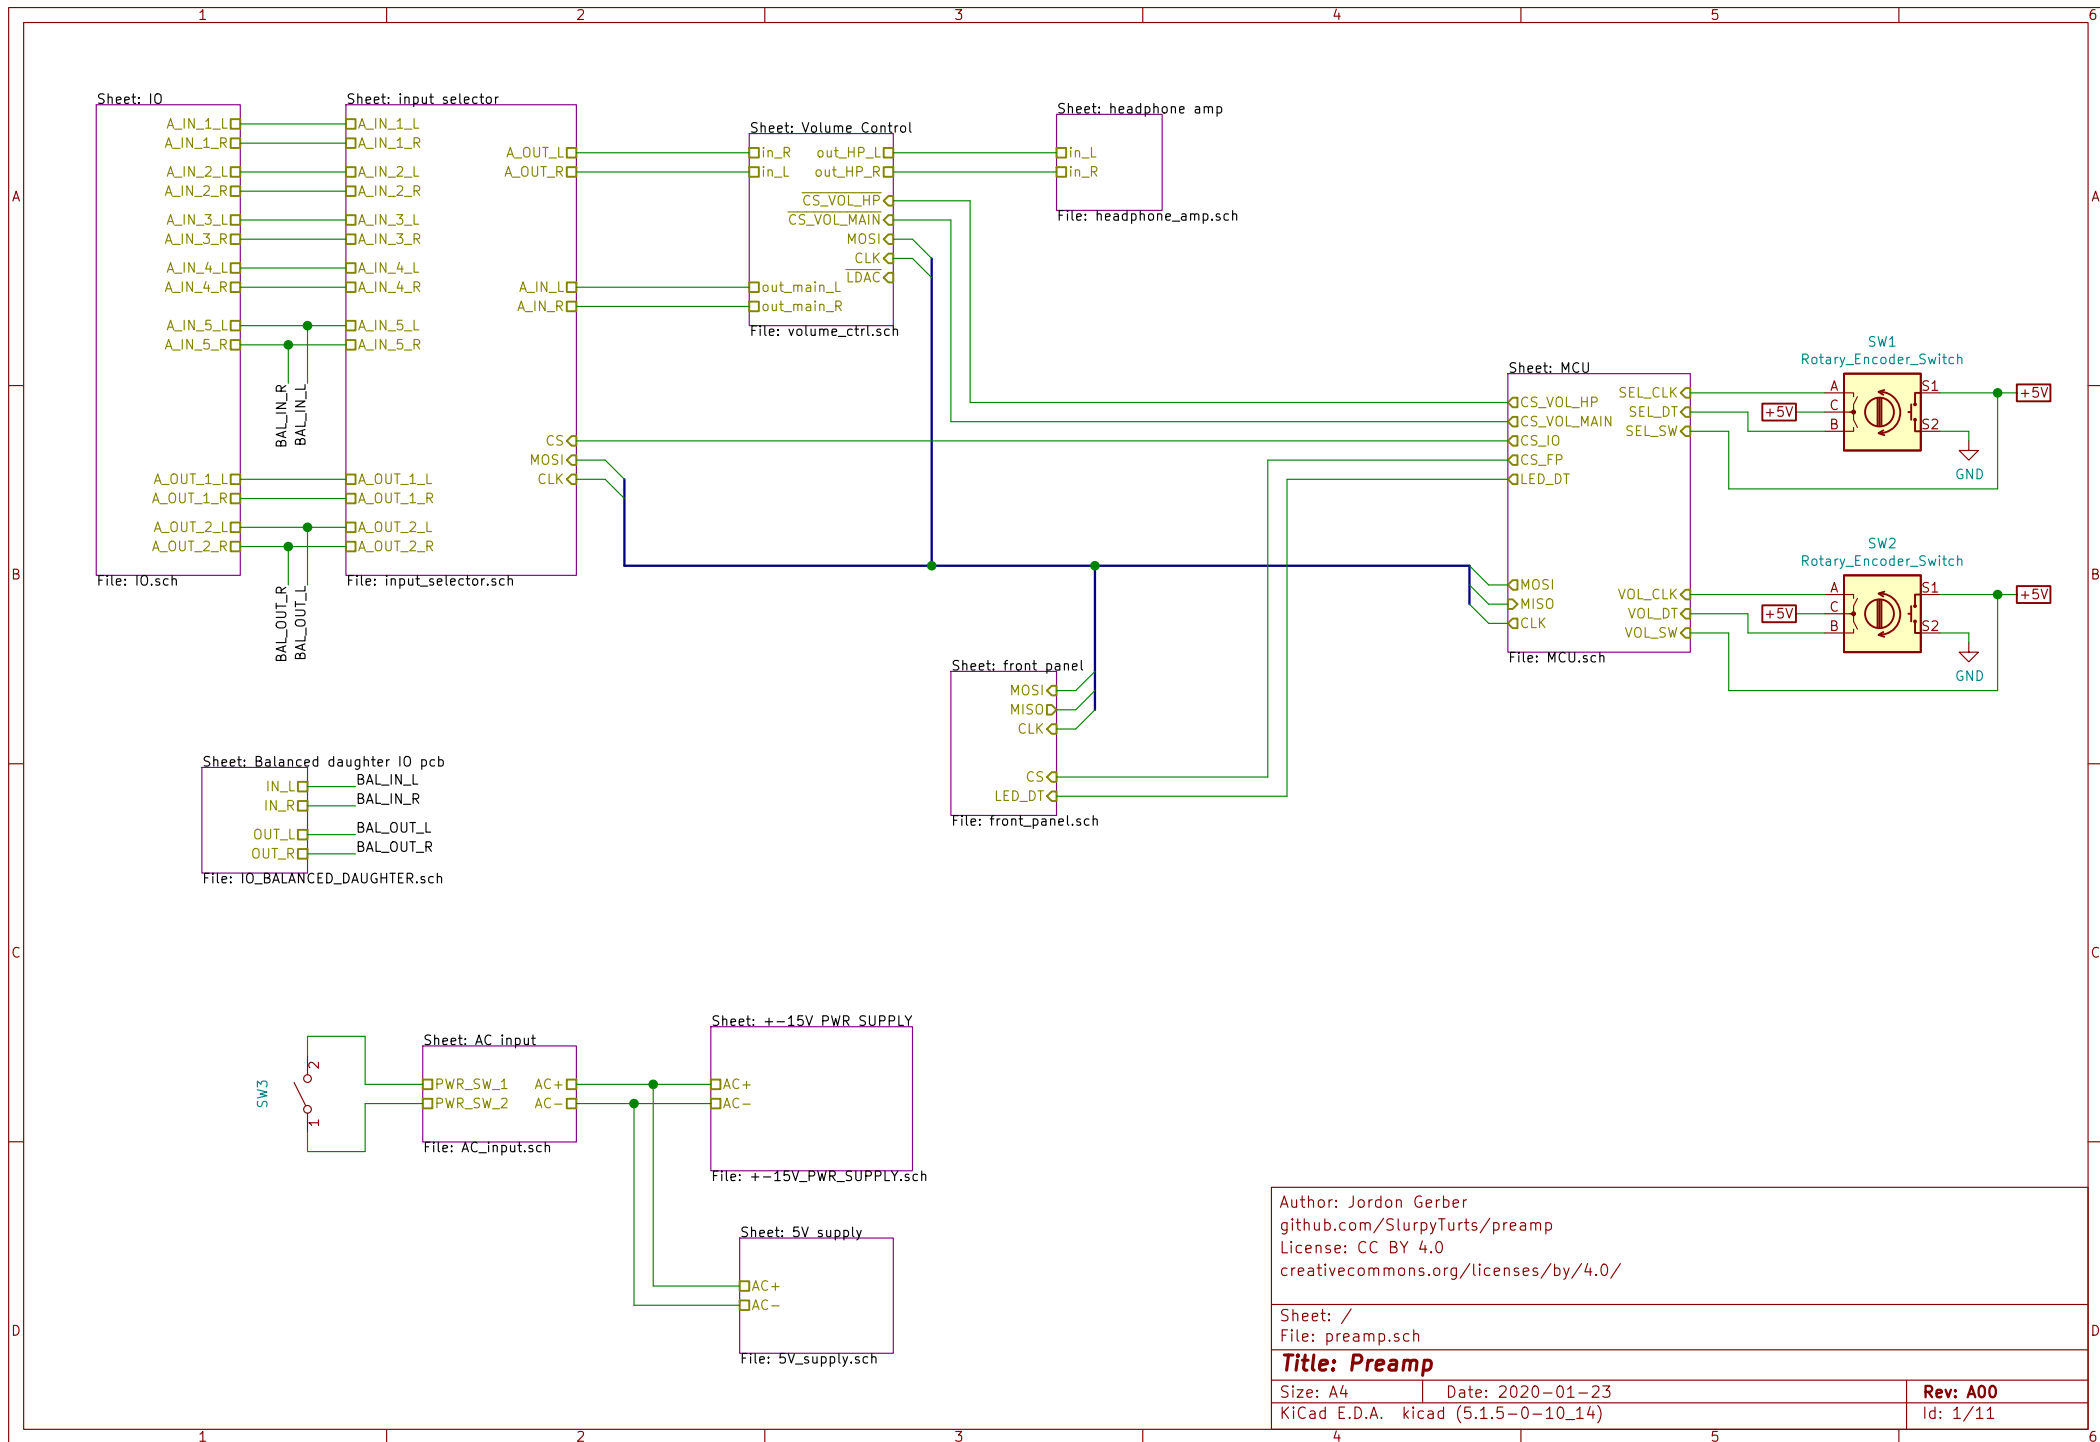 1 2 3 4 5 6
A
B
C
D
A
B
C
D
1 2 3 4 5 6
Sheet: IO
A_IN_1_L
A_IN_1_R
A_IN_2_L
A_IN_2_R
A_IN_3_L
A_IN_3_R
A_IN_4_L
A_IN_4_R
A_IN_5_L
A_IN_5_R
A_OUT_1_L
A_OUT_1_R
A_OUT_2_L
A_OUT_2_R
File: IO.sch
BAL_IN_R
BAL_IN_L
BAL_OUT_R
BAL_OUT_L
Sheet: input selector
A_IN_1_L
A_IN_1_R
A_IN_2_L
A_IN_2_R
A_IN_3_L
A_IN_3_R
A_IN_4_L
A_IN_4_R
A_IN_5_L
A_IN_5_R
A_OUT_1_L
A_OUT_1_R
A_OUT_2_L
A_OUT_2_R
A_OUT_L
A_OUT_R
A_IN_L
A_IN_R
CS
MOSI
CLK
File: input_selector.sch
Sheet: Volume Control
in_R
in_L
out_HP_L
out_HP_R
CS_VOL_HP
CS_VOL_MAIN
MOSI
CLK
LDAC
out_main_L
out_main_R
File: volume_ctrl.sch
Sheet: headphone amp
in_L
in_R
File: headphone_amp.sch
Sheet: MCU
CS_VOL_HP
CS_VOL_MAIN
CS_IO
CS_FP
LED_DT
MOSI
MISO
CLK
SEL_CLK
SEL_DT
SEL_SW
VOL_CLK
VOL_DT
VOL_SW
File: MCU.sch
SW1
Rotary_Encoder_Switch
A
C
B
S1
S2
+5V
+5V
GND
SW2
Rotary_Encoder_Switch
A
C
B
S1
S2
+5V
+5V
GND
Sheet: front panel
MOSI
MISO
CLK
CS
LED_DT
File: front_panel.sch
Sheet: Balanced daughter IO pcb
IN_L
IN_R
OUT_L
OUT_R
BAL_IN_L
BAL_IN_R
BAL_OUT_L
BAL_OUT_R
File: IO_BALANCED_DAUGHTER.sch
SW3
2
1
Sheet: AC input
PWR_SW_1
PWR_SW_2
AC+
AC-
File: AC_input.sch
Sheet: +-15V PWR SUPPLY
AC+
AC-
File: +-15V_PWR_SUPPLY.sch
Sheet: 5V supply
AC+
AC-
File: 5V_supply.sch
Author: Jordon Gerber
github.com/SlurpyTurts/preamp
License: CC BY 4.0
creativecommons.org/licenses/by/4.0/
Sheet: /
File: preamp.sch
Title: Preamp
Size: A4 Date: 2020-01-23 Rev: A00
KiCad E.D.A. kicad (5.1.5-0-10_14) Id: 1/11